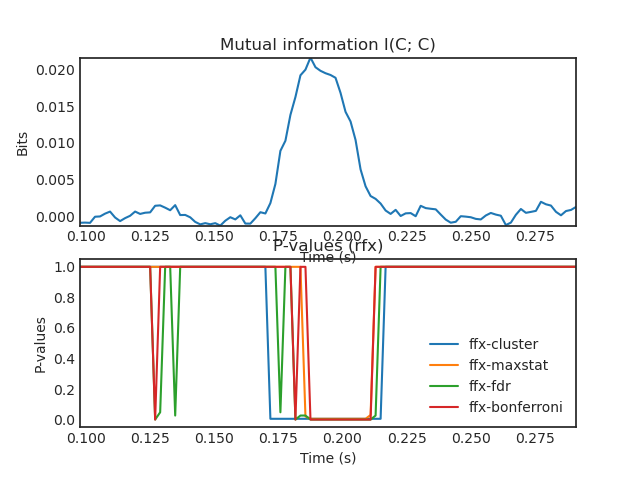 Mutual information I(C; C)
0.020
0.015
0.010
0.005
0.000
Bits
0.100 0.125 0.150 0.175 0.200 0.225 0.250 0.275
Time (s)
P-values (rfx)
1.0
0.8
0.6
0.4
0.2
0.0
P-values
ffx-cluster
ffx-maxstat
ffx-fdr
ffx-bonferroni
0.100 0.125 0.150 0.175 0.200 0.225 0.250 0.275
Time (s)